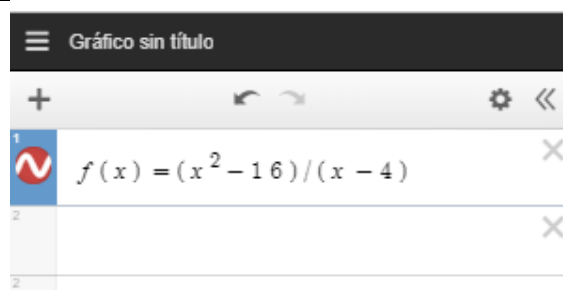 Gráfico sin título
1
f(x)=(x²-16)/(x-4)
2
2